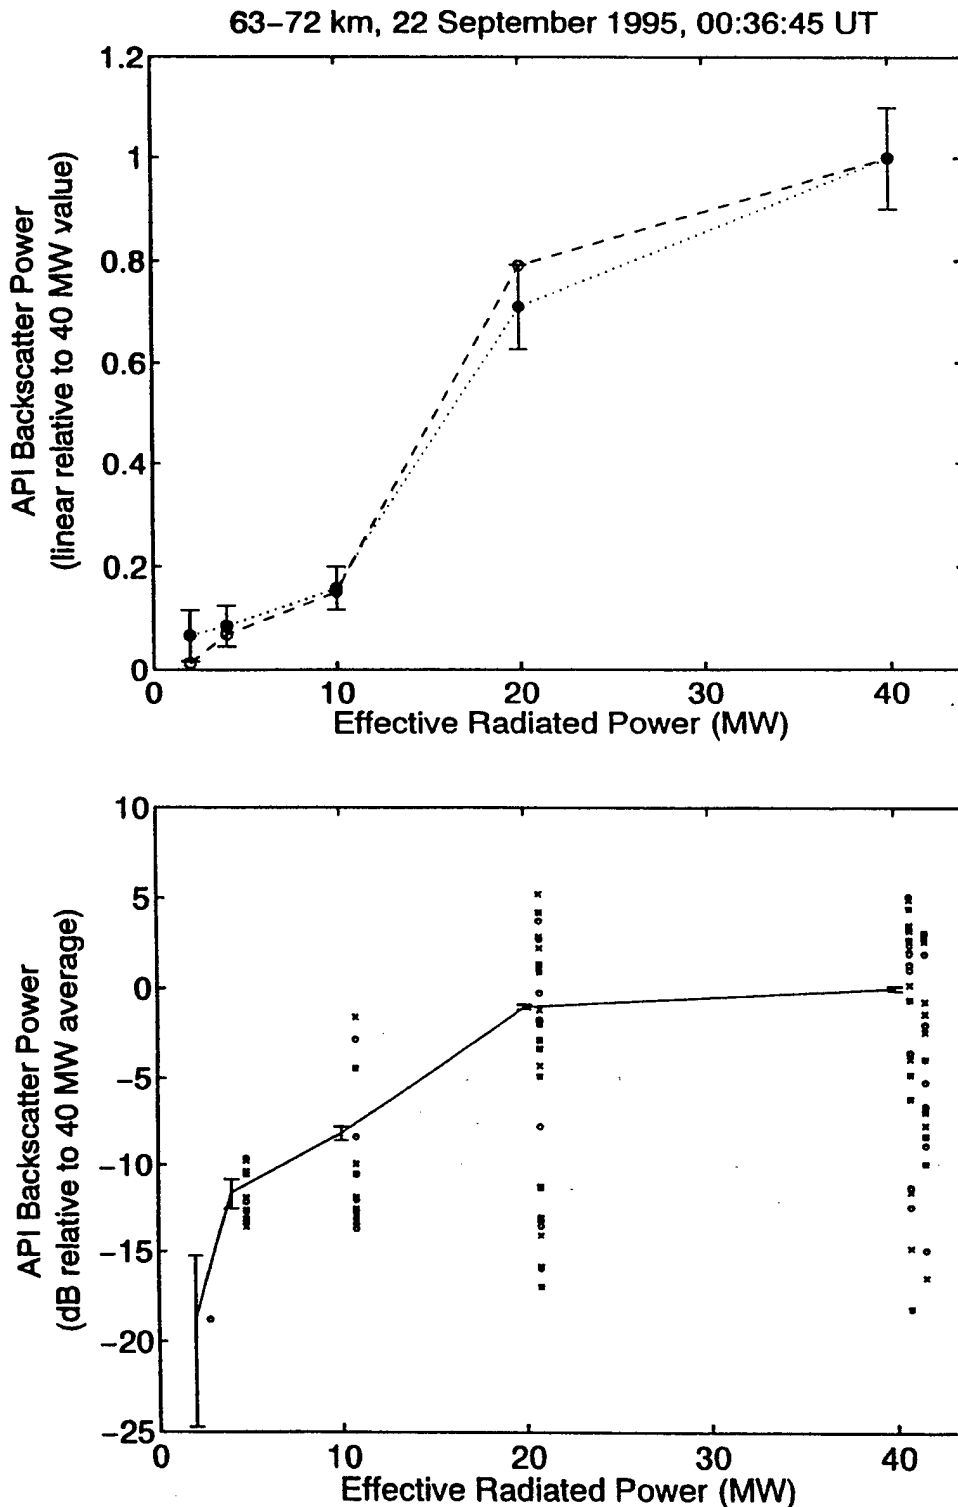 63–72 km, 22 September 1995, 00:36:45 UT
API Backscatter Power
(linear relative to 40 MW value)
1.2
1
0.8
0.6
0.4
0.2
0
0 10 20 30 40
Effective Radiated Power (MW)
API Backscatter Power
(dB relative to 40 MW average)
10
5
0
−5
−10
−15
−20
−25
0 10 20 30 40
Effective Radiated Power (MW)